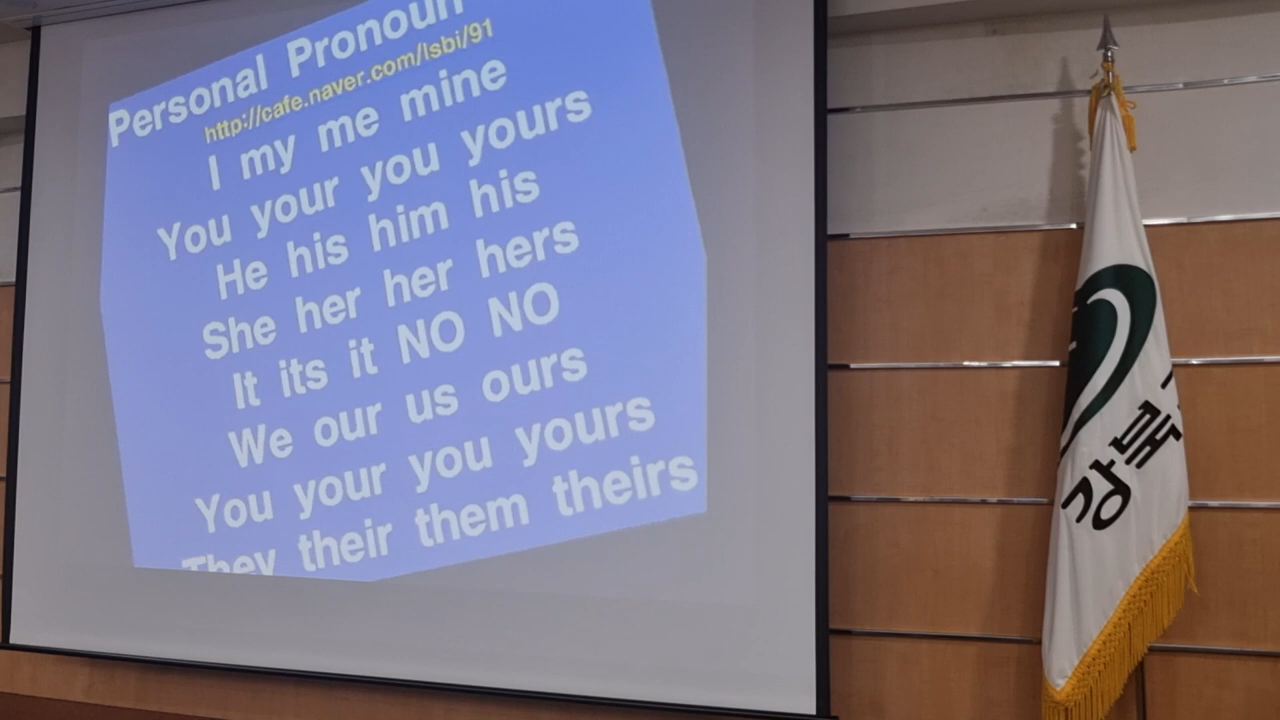 Personal Pronoun
http://cafe.naver.com/lsbi/91
I my me mine
You your you yours
He his him his
She her her hers
It its it NO NO
We our us ours
You your you yours
They their them theirs
강북